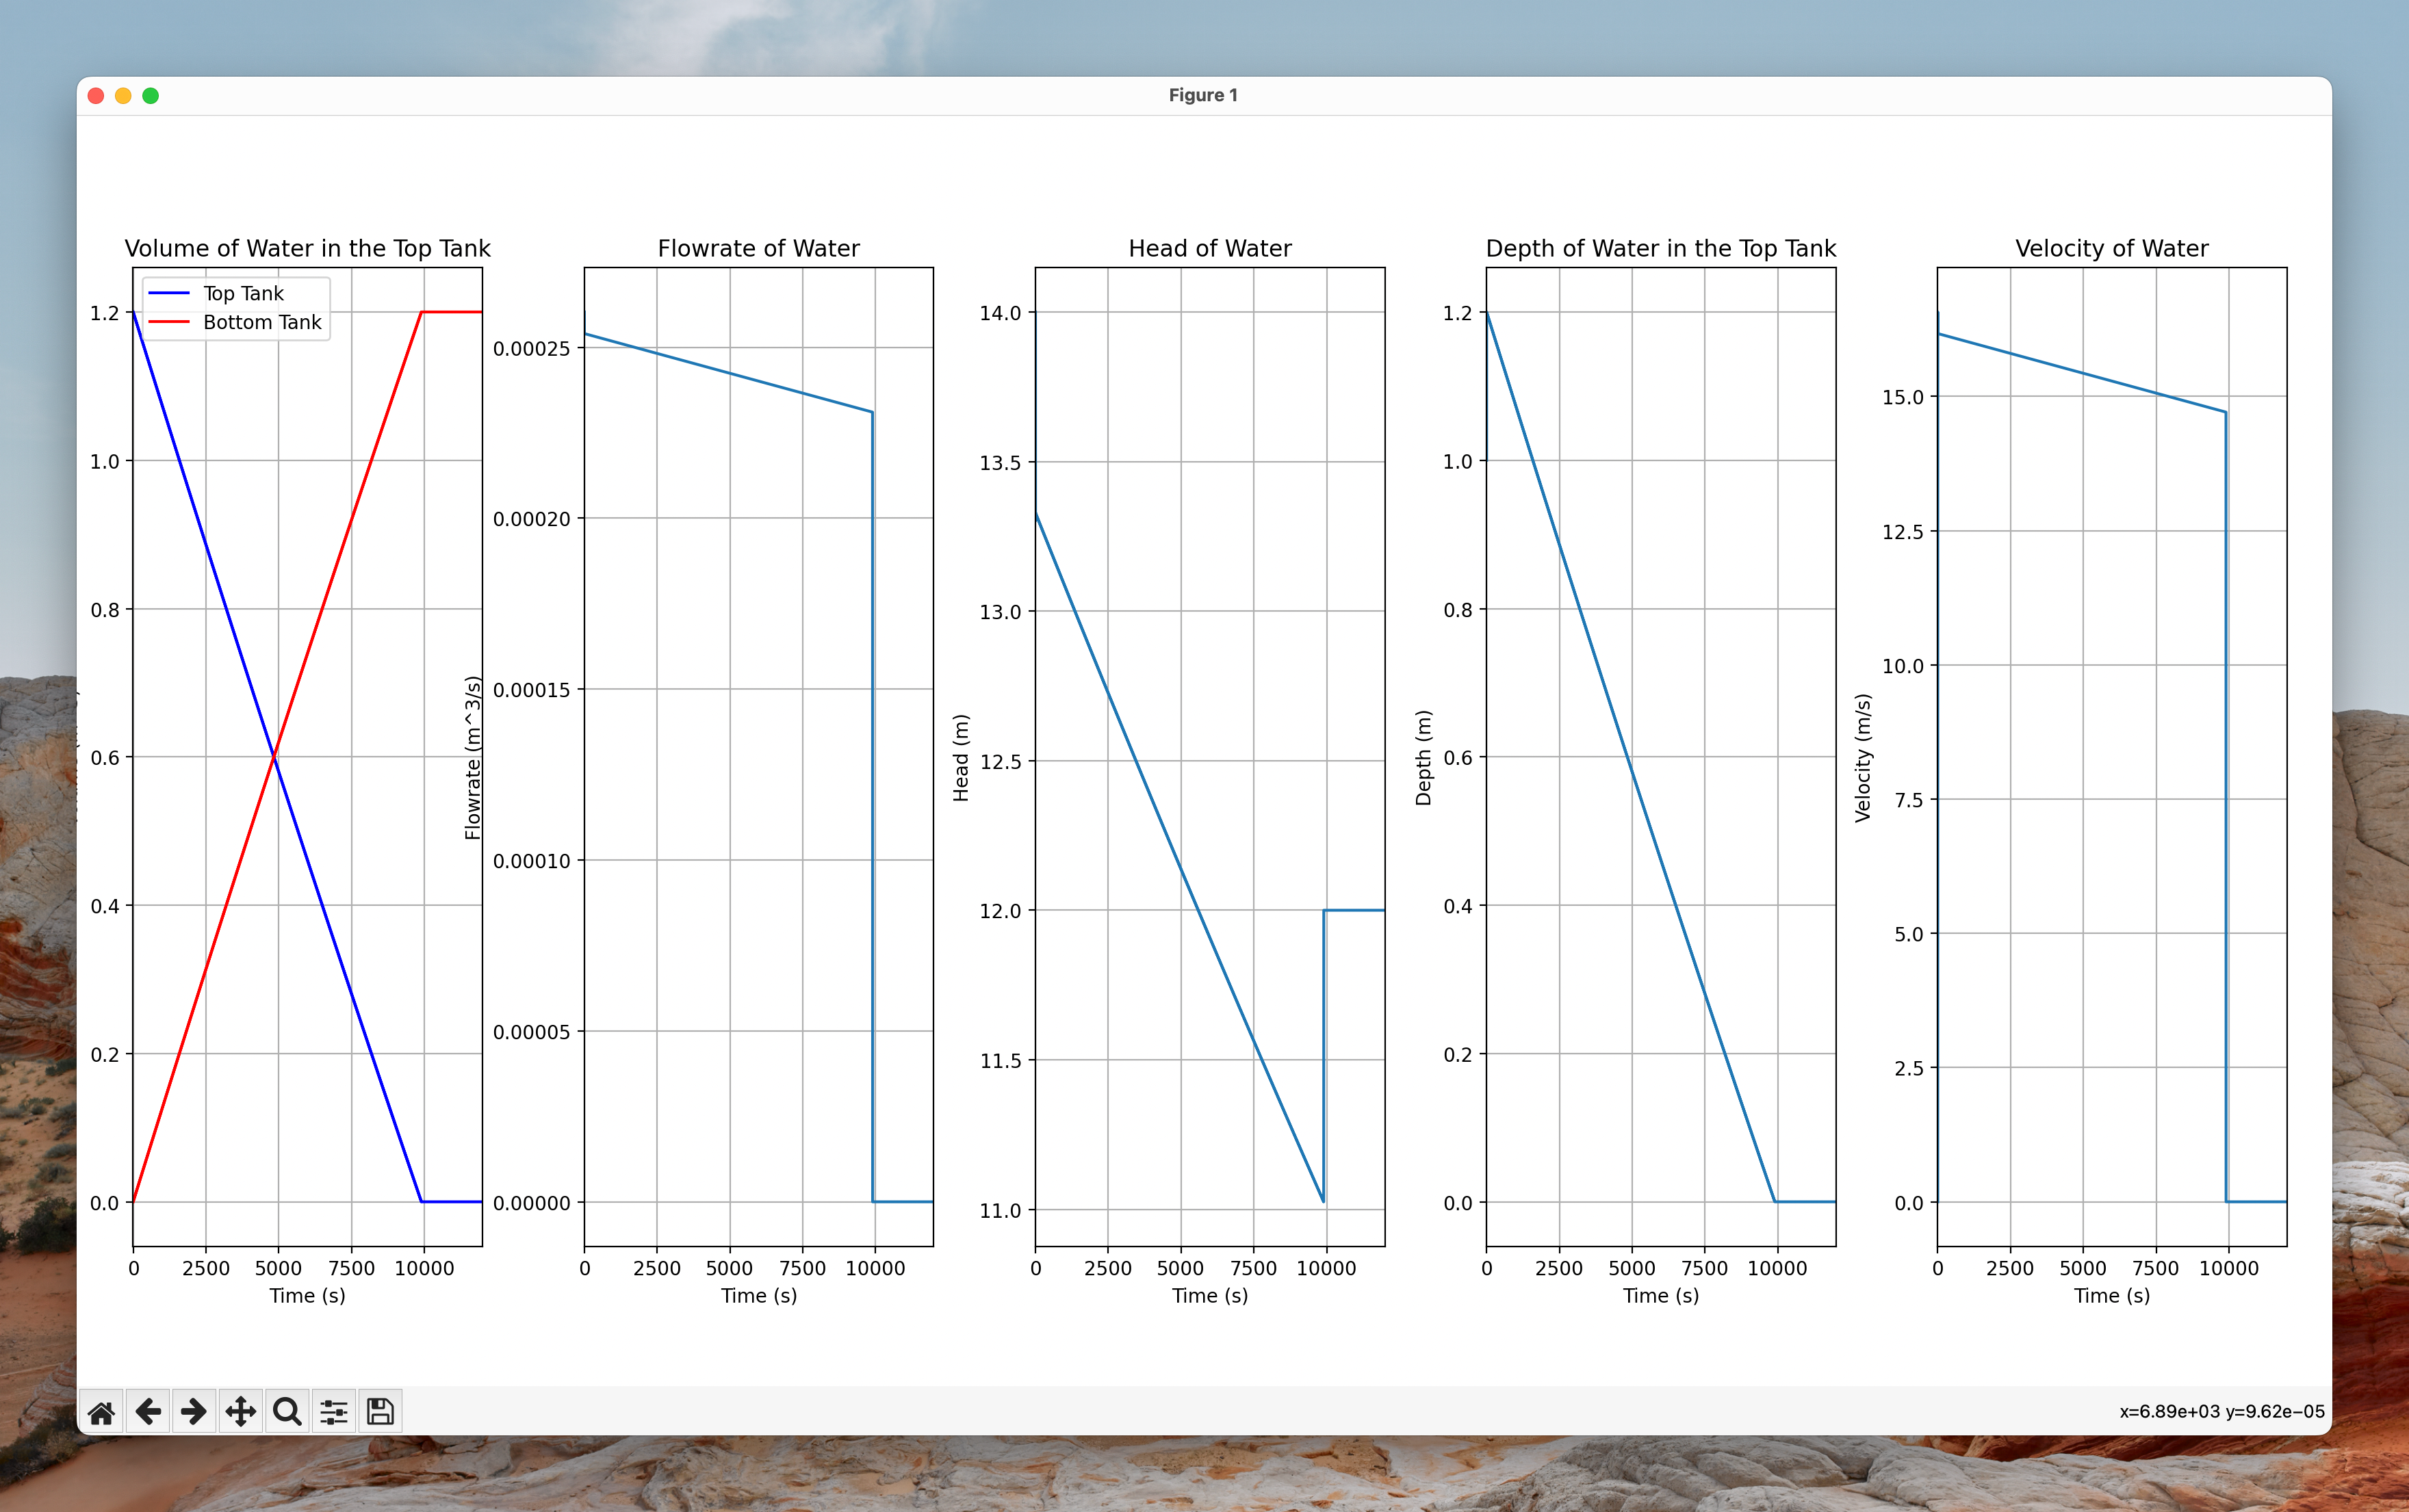 Figure 1
Volume of Water in the Top Tank
Top Tank
Bottom Tank
1.2
1.0
0.8
0.6
0.4
0.2
0.0
0 2500 5000 7500 10000
Time (s)
Flowrate of Water
Flowrate (m^3/s)
0.00025
0.00020
0.00015
0.00010
0.00005
0.00000
0 2500 5000 7500 10000
Time (s)
Head of Water
Head (m)
14.0
13.5
13.0
12.5
12.0
11.5
11.0
0 2500 5000 7500 10000
Time (s)
Depth of Water in the Top Tank
Depth (m)
1.2
1.0
0.8
0.6
0.4
0.2
0.0
0 2500 5000 7500 10000
Time (s)
Velocity of Water
Velocity (m/s)
15.0
12.5
10.0
7.5
5.0
2.5
0.0
0 2500 5000 7500 10000
Time (s)
x=6.89e+03 y=9.62e−05